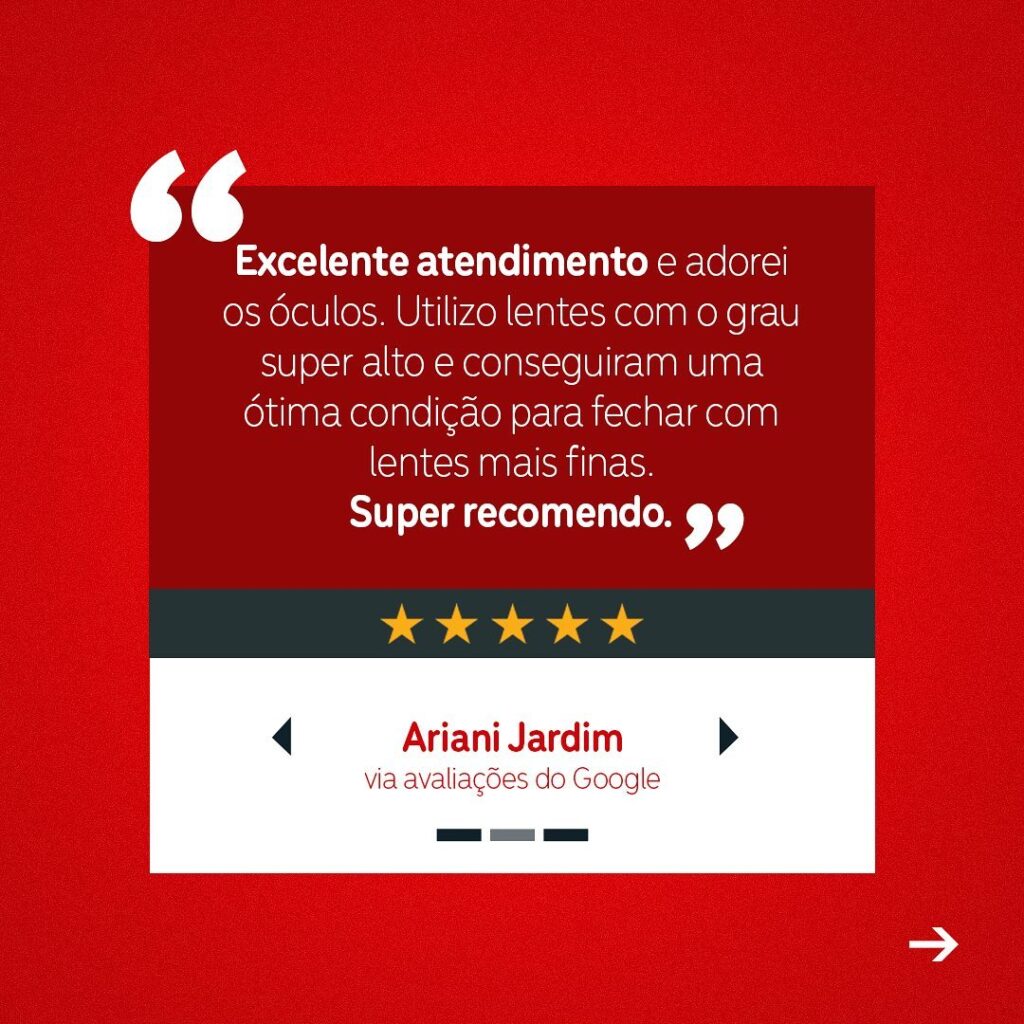 “Excelente atendimento e adorei
os óculos. Utilizo lentes com o grau
super alto e conseguiram uma
ótima condição para fechar com
lentes mais finas.
Super recomendo.”
Ariani Jardim
via avaliações do Google